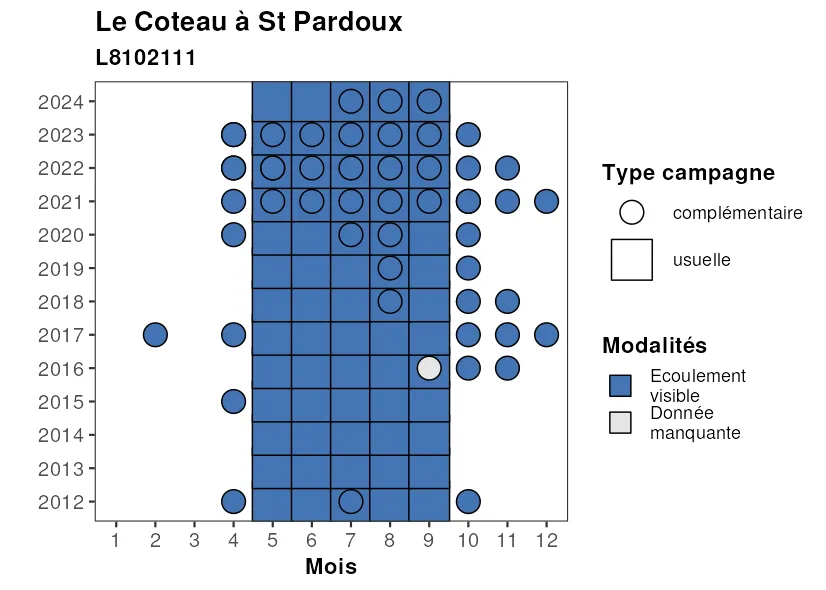 Le Coteau à St Pardoux
L8102111
2024
2023
2022
2021
2020
2019
2018
2017
2016
2015
2014
2013
2012
1 2 3 4 5 6 7 8 9 10 11 12
Mois
Type campagne
complémentaire
usuelle
Modalités
Ecoulement
visible
Donnée
manquante